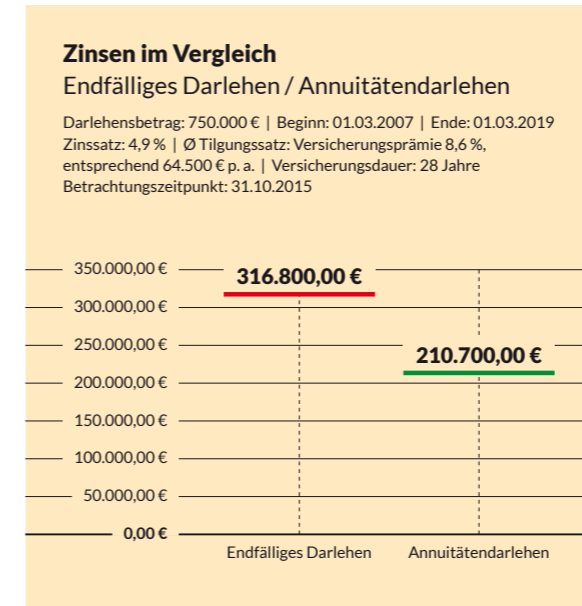 Zinsen im Vergleich
Endfälliges Darlehen / Annuitätendarlehen
Darlehensbetrag: 750.000 € | Beginn: 01.03.2007 | Ende: 01.03.2019
Zinssatz: 4,9 % | Ø Tilgungssatz: Versicherungsprämie 8,6 %,
entsprechend 64.500 € p. a. | Versicherungsdauer: 28 Jahre
Betrachtungszeitpunkt: 31.10.2015
350.000,00 €
316.800,00 €
300.000,00 €
250.000,00 €
210.700,00 €
200.000,00 €
150.000,00 €
100.000,00 €
50.000,00 €
0,00 €
Endfälliges Darlehen
Annuitätendarlehen